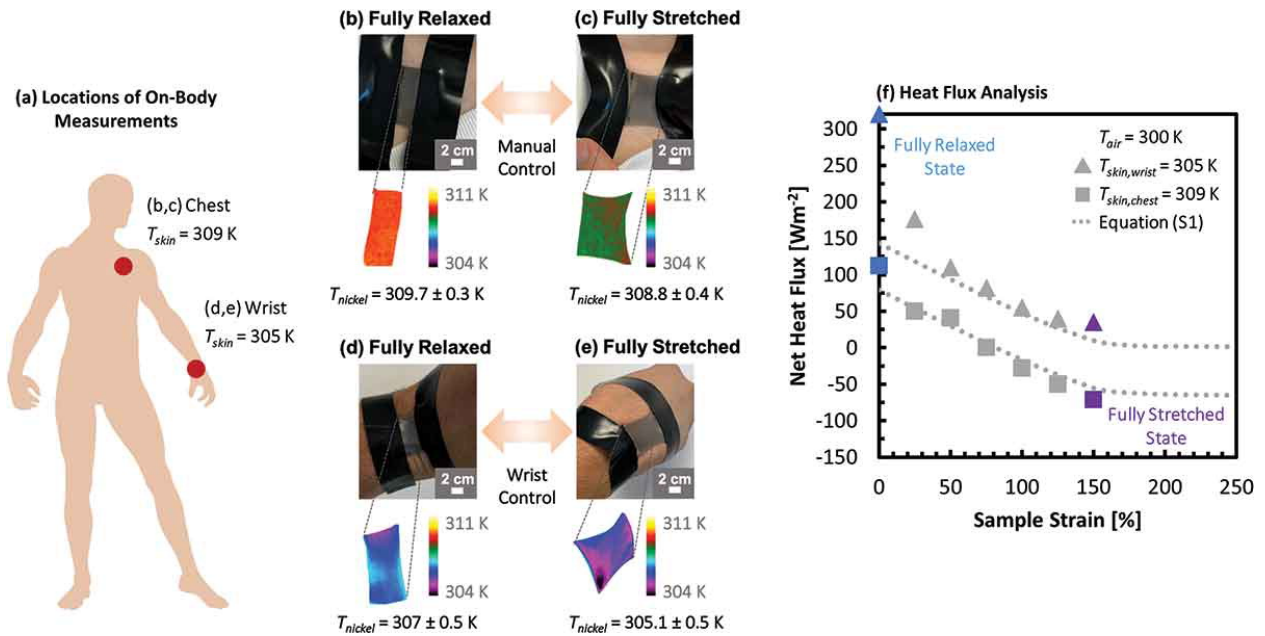 (a) Locations of On-Body
Measurements
(b,c) Chest
Tskin = 309 K
(d,e) Wrist
Tskin = 305 K
(b) Fully Relaxed
(c) Fully Stretched
2 cm
Manual
Control
2 cm
311 K
304 K
311 K
304 K
Tnickel = 309.7 ± 0.3 K
Tnickel = 308.8 ± 0.4 K
(d) Fully Relaxed
(e) Fully Stretched
2 cm
Wrist
Control
2 cm
311 K
304 K
311 K
304 K
Tnickel = 307 ± 0.5 K
Tnickel = 305.1 ± 0.5 K
(f) Heat Flux Analysis
Net Heat Flux [Wm-2]
300
250
200
150
100
50
0
-50
-100
-150
Fully Relaxed
State
Tair = 300 K
Tskin,wrist = 305 K
Tskin,chest = 309 K
Equation (S1)
Fully Stretched
State
0
50
100
150
200
250
Sample Strain [%]